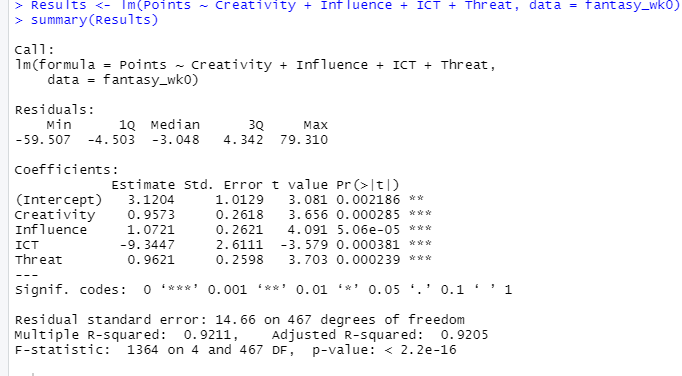 > Results <- lm(Points ~ Creativity + Influence + ICT + Threat, data = fantasy_wk0)
> summary(Results)
Call:
lm(formula = Points ~ Creativity + Influence + ICT + Threat,
    data = fantasy_wk0)
Residuals:
    Min      1Q  Median      3Q     Max
-59.507  -4.503  -3.048   4.342  79.310
Coefficients:
            Estimate Std. Error t value Pr(>|t|)
(Intercept)   3.1204     1.0129   3.081 0.002186 **
Creativity    0.9573     0.2618   3.656 0.000285 ***
Influence     1.0721     0.2621   4.091 5.06e-05 ***
ICT          -9.3447     2.6111  -3.579 0.000381 ***
Threat        0.9621     0.2598   3.703 0.000239 ***
---
Signif. codes:  0 ‘***’ 0.001 ‘**’ 0.01 ‘*’ 0.05 ‘.’ 0.1 ‘ ’ 1
Residual standard error: 14.66 on 467 degrees of freedom
Multiple R-squared:  0.9211,    Adjusted R-squared:  0.9205
F-statistic:  1364 on 4 and 467 DF,  p-value: < 2.2e-16